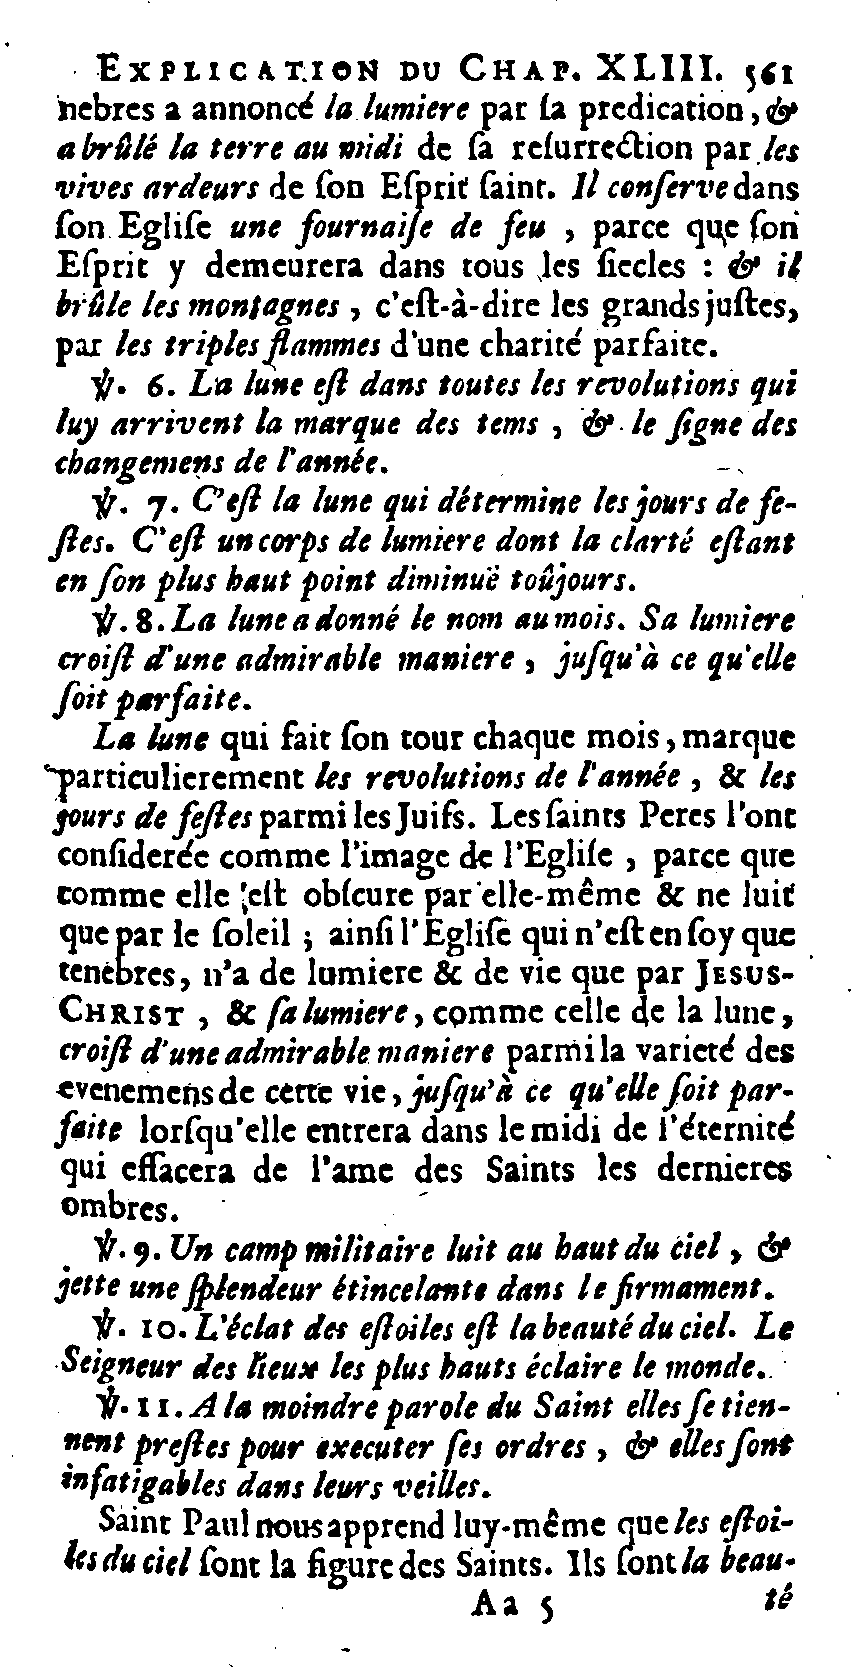 EXPLICATION DU CHAP. XLIII. 561
nebres a annoncé la lumiere par ſa predication, &
a brûlé la terre au midi de ſa reſurrection par les
vives ardeurs de ſon Eſprit ſaint. Il conſerve dans
ſon Egliſe une fournaiſe de feu, parce que ſon
Eſprit y demeurera dans tous les ſiecles : & il
brûle les montagnes, c'eſt-à-dire les grands juſtes,
par les triples flammes d'une charité parfaite.
℣. 6. La lune eſt dans toutes les revolutions qui
luy arrivent la marque des tems, & le ſigne des
changemens de l'année.
℣. 7. C'eſt la lune qui détermine les jours de fe-
ſtes. C'eſt un corps de lumiere dont la clarté eſtant
en ſon plus haut point diminuë toûjours.
℣. 8. La lune a donné le nom au mois. Sa lumiere
croiſt d'une admirable maniere, juſqu'à ce qu'elle
ſoit parfaite.
La lune qui fait ſon tour chaque mois, marque
particulierement les revolutions de l'année, & les
jours de feſtes parmi les Juifs. Les ſaints Peres l'ont
conſiderée comme l'image de l'Egliſe, parce que
comme elle eſt obſcure par elle-même & ne luit
que par le ſoleil ; ainſi l'Egliſe qui n'eſt en ſoy que
tenebres, n'a de lumiere & de vie que par JESUS-
CHRIST, & ſa lumiere, comme celle de la lune,
croiſt d'une admirable maniere parmi la varieté des
evenemens de cette vie, juſqu'à ce qu'elle ſoit par-
faite lorſqu'elle entrera dans le midi de l'éternité
qui effacera de l'ame des Saints les dernieres
ombres.
℣. 9. Un camp militaire luit au haut du ciel, &
jette une ſplendeur étincelante dans le firmament.
℣. 10. L'éclat des eſtoiles eſt la beauté du ciel. Le
Seigneur des lieux les plus hauts éclaire le monde.
℣. 11. A la moindre parole du Saint elles ſe tien-
nent preſtes pour executer ſes ordres, & elles ſont
infatigables dans leurs veilles.
Saint Paul nous apprend luy-même que les eſtoi-
les du ciel ſont la figure des Saints. Ils ſont la beau-
Aa 5 té